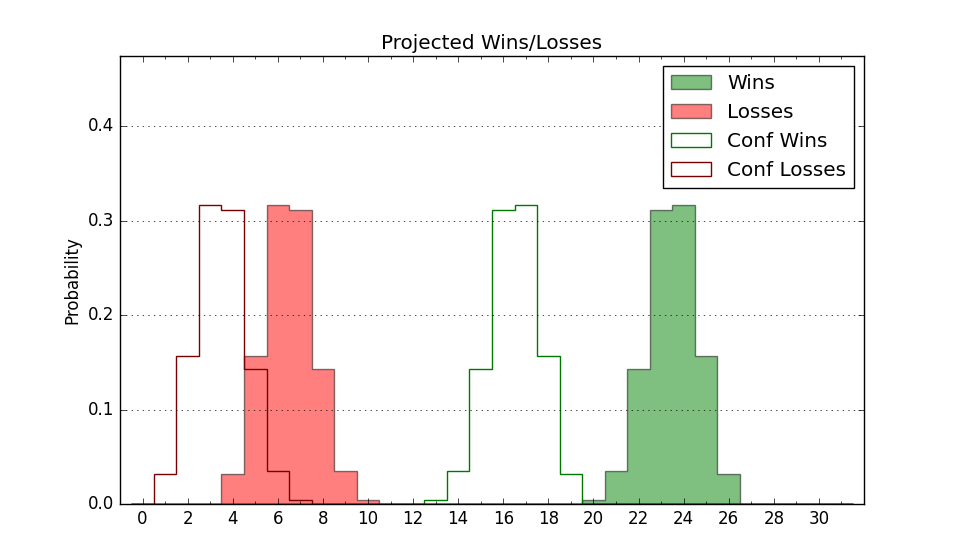 Projected Wins/Losses
Wins
Losses
Conf Wins
Conf Losses
Probability
0.4
0.3
0.2
0.1
0.0
0 2 4 6 8 10 12 14 16 18 20 22 24 26 28 30